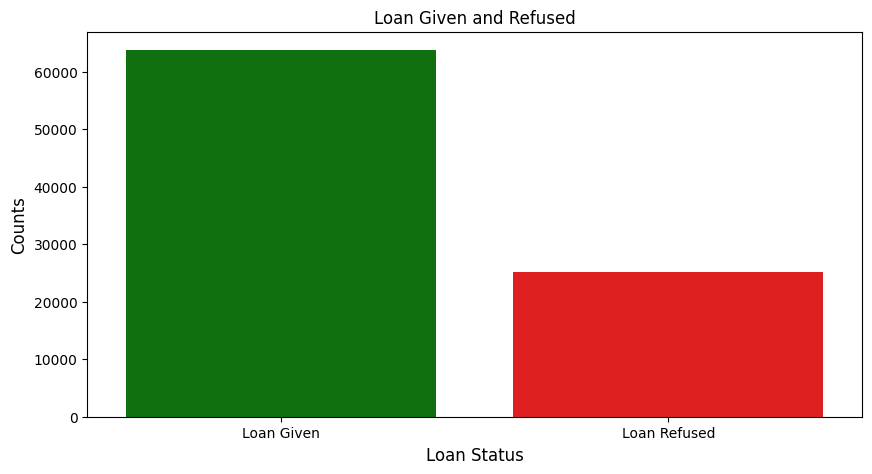 Loan Given and Refused
Counts
60000
50000
40000
30000
20000
10000
0
Loan Given
Loan Refused
Loan Status